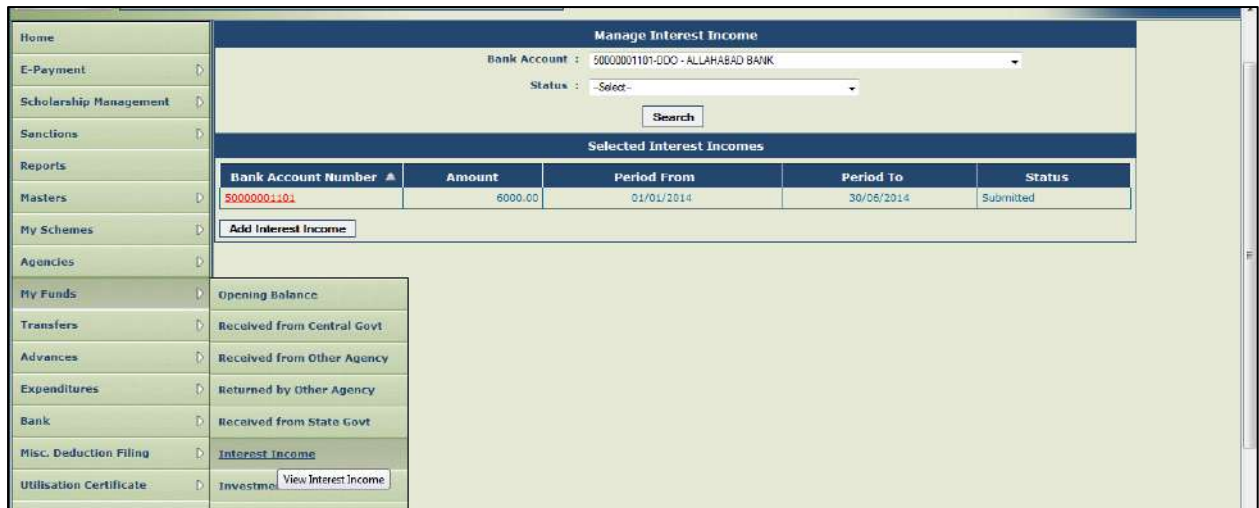 Home
E-Payment
Scholarship Management
Sanctions
Reports
Masters
My Schemes
Agencies
My Funds
Transfers
Advances
Expenditures
Bank
Misc. Deduction Filing
Utilisation Certificate
Manage Interest Income
Bank Account : 50000001101-DDO - ALLAHABAD BANK
Status : --Select--
Search
Selected Interest Incomes
Bank Account Number Amount Period From Period To Status
50000001101 6000.00 01/01/2014 30/06/2014 Submitted
Add Interest Income
Opening Balance
Received from Central Govt
Received from Other Agency
Returned by Other Agency
Received from State Govt
Interest Income
View Interest Income